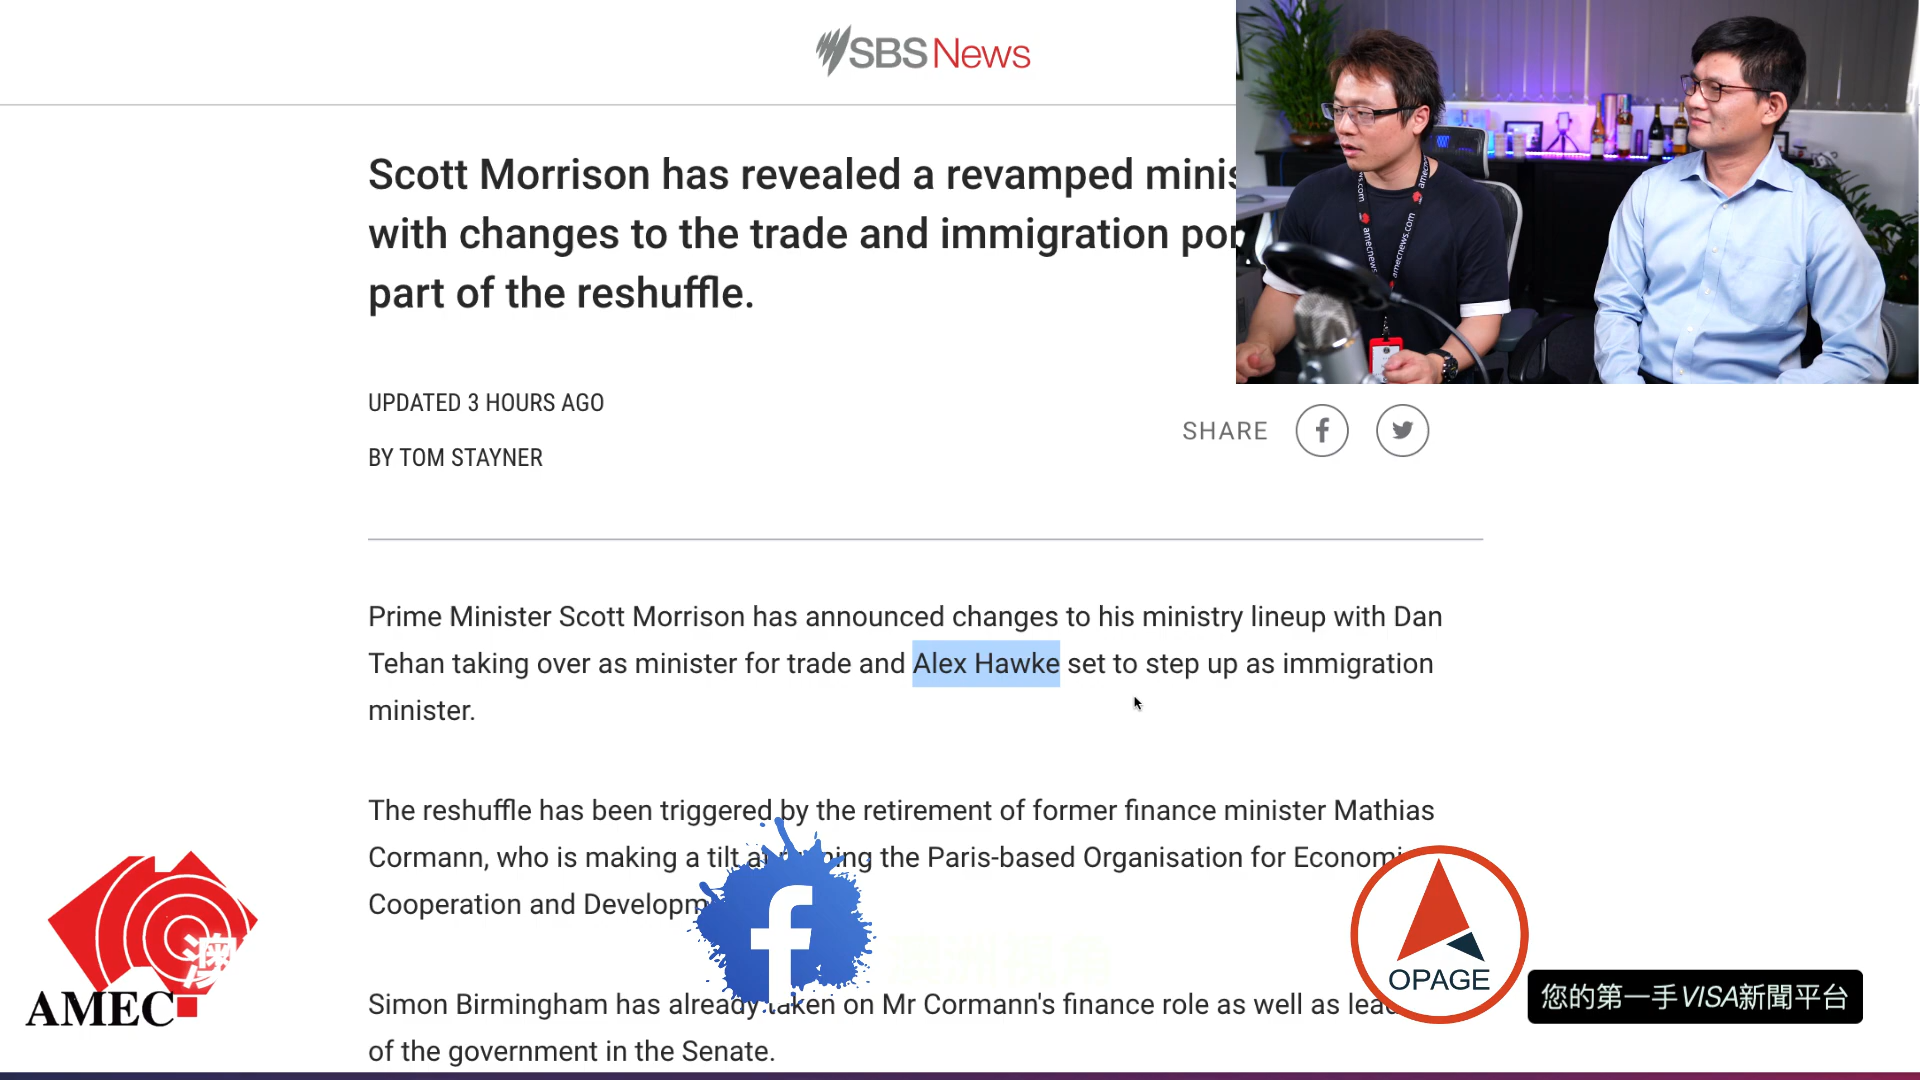 SBS News
Scott Morrison has revealed a revamped minis
with changes to the trade and immigration por
part of the reshuffle.
UPDATED 3 HOURS AGO
BY TOM STAYNER
SHARE
Prime Minister Scott Morrison has announced changes to his ministry lineup with Dan
Tehan taking over as minister for trade and Alex Hawke set to step up as immigration
minister.
The reshuffle has been triggered by the retirement of former finance minister Mathias
Cormann, who is making a tilt the Paris-based Organisation for Economi
Cooperation and Developm
Simon Birmingham has already taken on Mr Cormann's finance role as well as lea
of the government in the Senate.
amecnews.com
amecnews
AMEC
澳
OPAGE
您的第一手VISA新聞平台